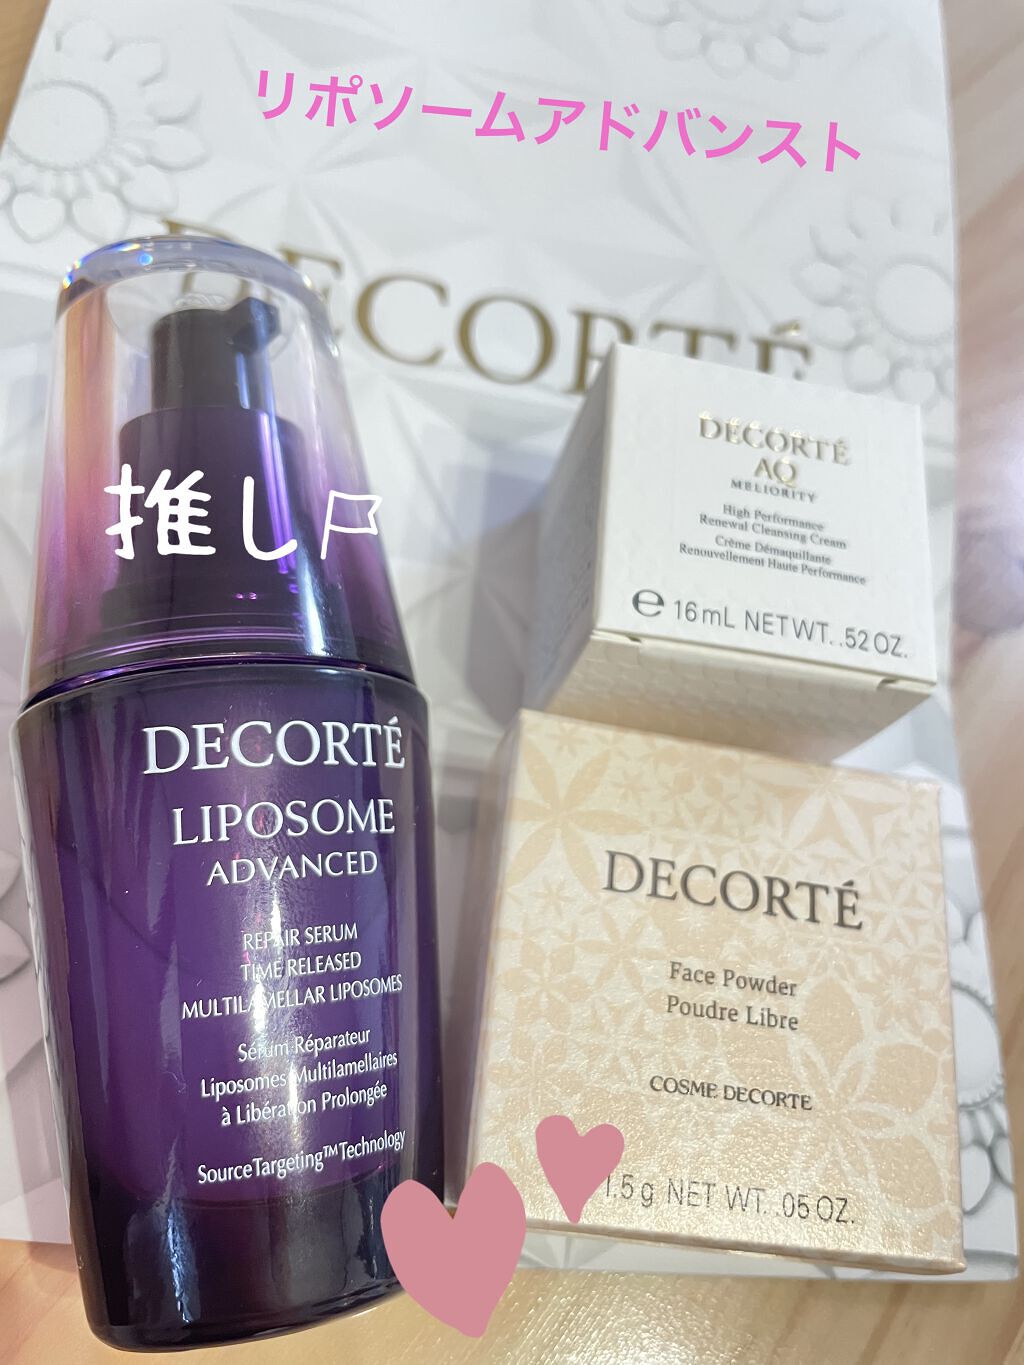 リポソームアドバンスト
DECORTÉ
推し
DECORTÉ
LIPOSOME
ADVANCED
REPAIR SERUM
TIME RELEASED
MULTILAMELLAR LIPOSOMES
Sérum Réparateur
Liposomes Multilamellaires
à Libération Prolongée
SourceTargeting™Technology
DECORTÉ
AQ
MELIORITY
High Performance
Renewal Cleansing Cream
Crème Démaquillante
Renouvellement Haute Performance
℮ 16mL NET WT. .52 OZ.
DECORTÉ
Face Powder
Poudre Libre
COSME DECORTE
1.5g NET WT. .05 OZ.